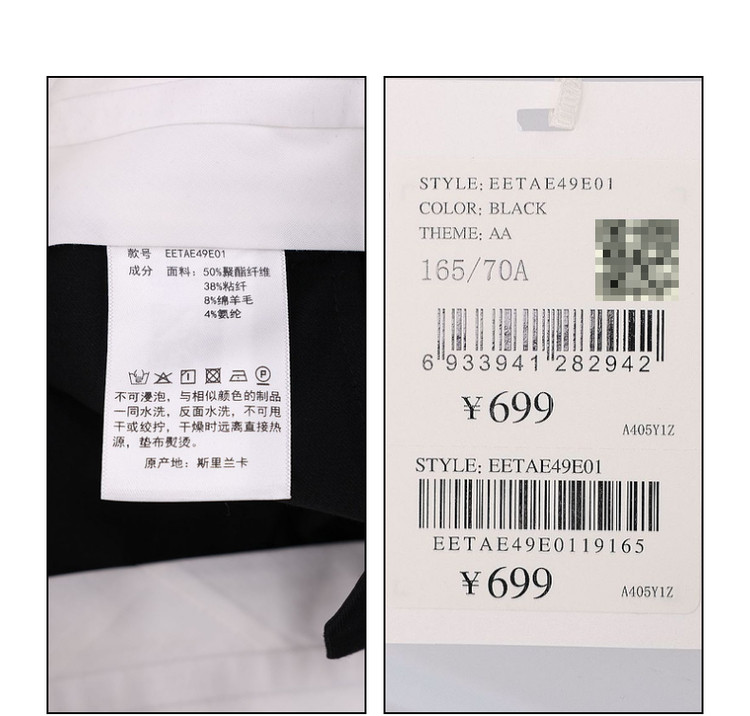 款号 EETAE49E01
成分 面料：50%聚酯纤维
38%粘纤
8%绵羊毛
4%氨纶
不可浸泡，与相似颜色的制品
一同水洗，反面水洗，不可甩
干或绞拧，干燥时远离直接热
源，垫布熨烫。
原产地：斯里兰卡
STYLE: EETAE49E01
COLOR: BLACK
THEME: AA
165/70A
6 933941 282942
¥699
A405Y1Z
STYLE: EETAE49E01
EETAE49E0119165
¥699
A405Y1Z